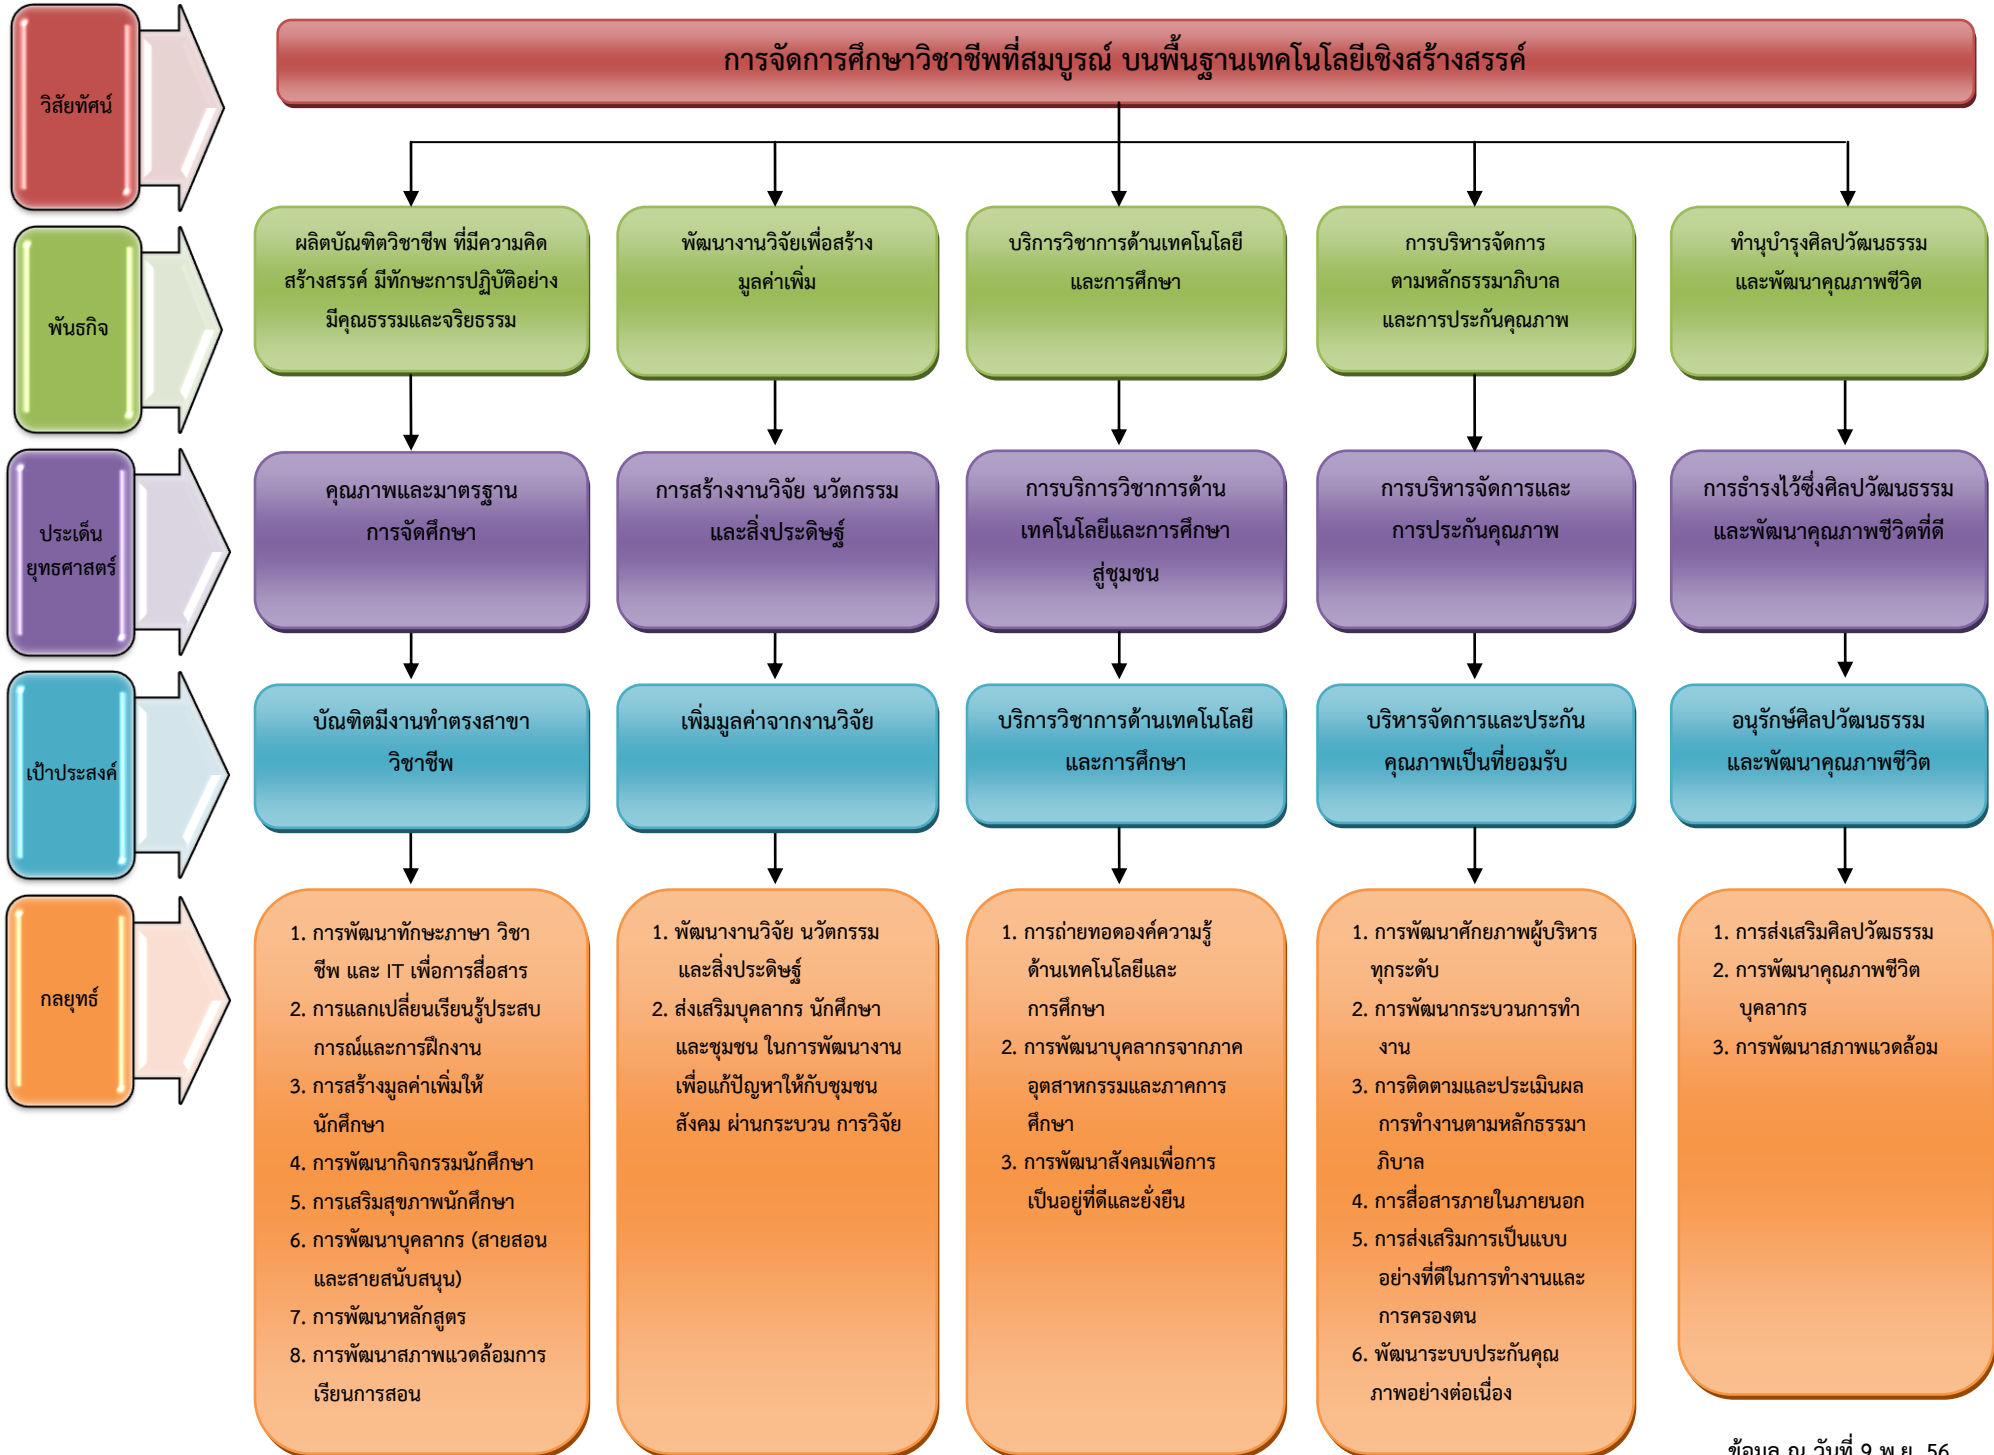 วิสัยทัศน์
การจัดการศึกษาวิชาชีพที่สมบูรณ์ บนพื้นฐานเทคโนโลยีเชิงสร้างสรรค์
พันธกิจ
ผลิตบัณฑิตวิชาชีพ ที่มีความคิด
สร้างสรรค์ มีทักษะการปฏิบัติอย่าง
มีคุณธรรมและจริยธรรม
พัฒนางานวิจัยเพื่อสร้าง
มูลค่าเพิ่ม
บริการวิชาการด้านเทคโนโลยี
และการศึกษา
การบริหารจัดการ
ตามหลักธรรมาภิบาล
และการประกันคุณภาพ
ทำนุบำรุงศิลปวัฒนธรรม
และพัฒนาคุณภาพชีวิต
ประเด็น
ยุทธศาสตร์
คุณภาพและมาตรฐาน
การจัดศึกษา
การสร้างงานวิจัย นวัตกรรม
และสิ่งประดิษฐ์
การบริการวิชาการด้าน
เทคโนโลยีและการศึกษา
สู่ชุมชน
การบริหารจัดการและ
การประกันคุณภาพ
การธำรงไว้ซึ่งศิลปวัฒนธรรม
และพัฒนาคุณภาพชีวิตที่ดี
เป้าประสงค์
บัณฑิตมีงานทำตรงสาขา
วิชาชีพ
เพิ่มมูลค่าจากงานวิจัย
บริการวิชาการด้านเทคโนโลยี
และการศึกษา
บริหารจัดการและประกัน
คุณภาพเป็นที่ยอมรับ
อนุรักษ์ศิลปวัฒนธรรม
และพัฒนาคุณภาพชีวิต
กลยุทธ์
1. การพัฒนาทักษะภาษา วิชา
ชีพ และ IT เพื่อการสื่อสาร
2. การแลกเปลี่ยนเรียนรู้ประสบ
การณ์และการฝึกงาน
3. การสร้างมูลค่าเพิ่มให้
นักศึกษา
4. การพัฒนากิจกรรมนักศึกษา
5. การเสริมสุขภาพนักศึกษา
6. การพัฒนาบุคลากร (สายสอน
และสายสนับสนุน)
7. การพัฒนาหลักสูตร
8. การพัฒนาสภาพแวดล้อมการ
เรียนการสอน
1. พัฒนางานวิจัย นวัตกรรม
และสิ่งประดิษฐ์
2. ส่งเสริมบุคลากร นักศึกษา
และชุมชน ในการพัฒนางาน
เพื่อแก้ปัญหาให้กับชุมชน
สังคม ผ่านกระบวน การวิจัย
1. การถ่ายทอดองค์ความรู้
ด้านเทคโนโลยีและ
การศึกษา
2. การพัฒนาบุคลากรจากภาค
อุตสาหกรรมและภาคการ
ศึกษา
3. การพัฒนาสังคมเพื่อการ
เป็นอยู่ที่ดีและยั่งยืน
1. การพัฒนาศักยภาพผู้บริหาร
ทุกระดับ
2. การพัฒนากระบวนการทำ
งาน
3. การติดตามและประเมินผล
การทำงานตามหลักธรรมา
ภิบาล
4. การสื่อสารภายในภายนอก
5. การส่งเสริมการเป็นแบบ
อย่างที่ดีในการทำงานและ
การครองตน
6. พัฒนาระบบประกันคุณ
ภาพอย่างต่อเนื่อง
1. การส่งเสริมศิลปวัฒธรรม
2. การพัฒนาคุณภาพชีวิต
บุคลากร
3. การพัฒนาสภาพแวดล้อม
ข้อมูล ณ วันที่ 9 พ.ย. 56